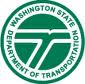 WASHINGTON STATE
DEPARTMENT OF TRANSPORTATION